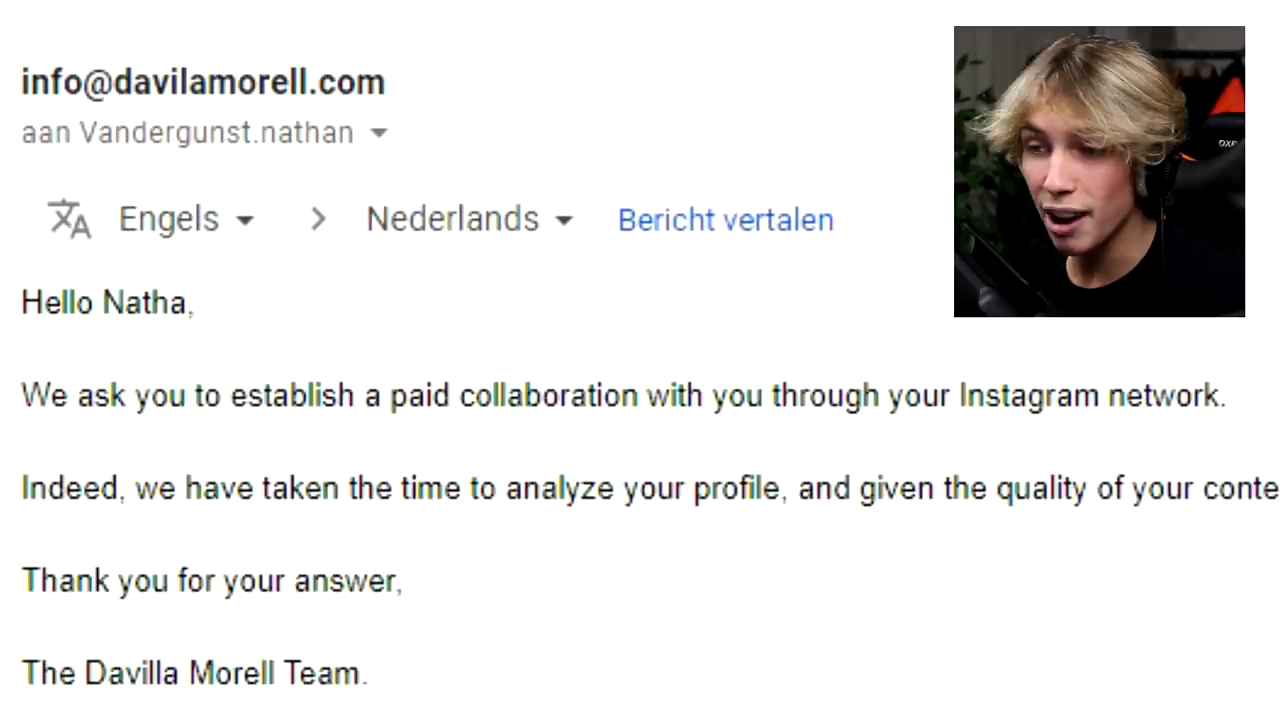 info@davilamorell.com
aan Vandergunst.nathan
Engels > Nederlands Bericht vertalen
Hello Natha,
We ask you to establish a paid collaboration with you through your Instagram network.
Indeed, we have taken the time to analyze your profile, and given the quality of your conte
Thank you for your answer,
The Davilla Morell Team.